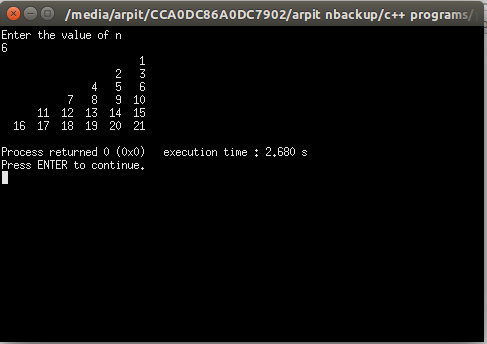 /media/arpit/CCA0DC86A0DC7902/arpit nbackup/c++ programs/
Enter the value of n
6
1
2 3
4 5 6
7 8 9 10
11 12 13 14 15
16 17 18 19 20 21
Process returned 0 (0x0) execution time : 2.680 s
Press ENTER to continue.